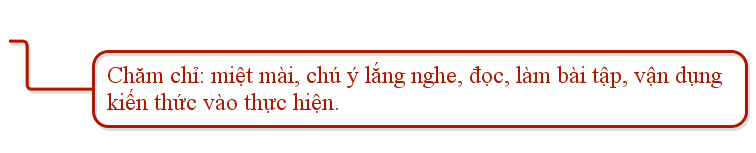 Chăm chỉ: miệt mài, chú ý lắng nghe, đọc, làm bài tập, vận dụng
kiến thức vào thực hiện.